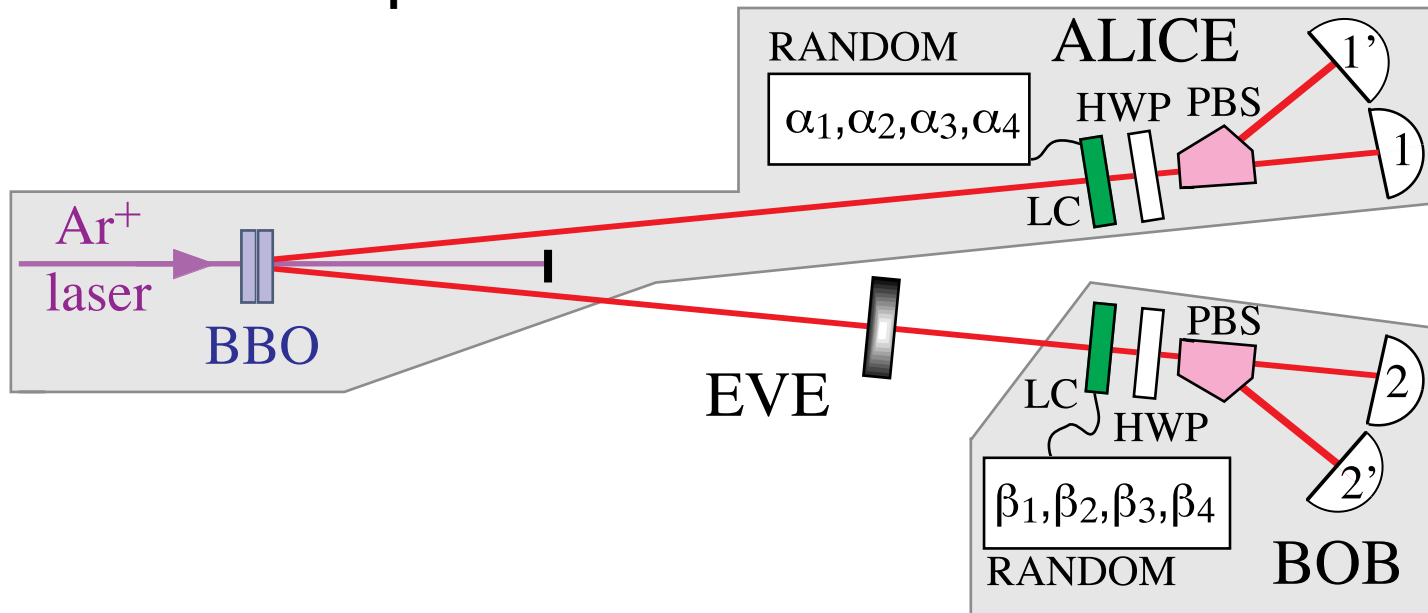 RANDOM
ALICE
α1,α2,α3,α4
HWP
PBS
1’
1
LC
Ar+
laser
BBO
EVE
LC
HWP
PBS
2
2’
β1,β2,β3,β4
RANDOM
BOB